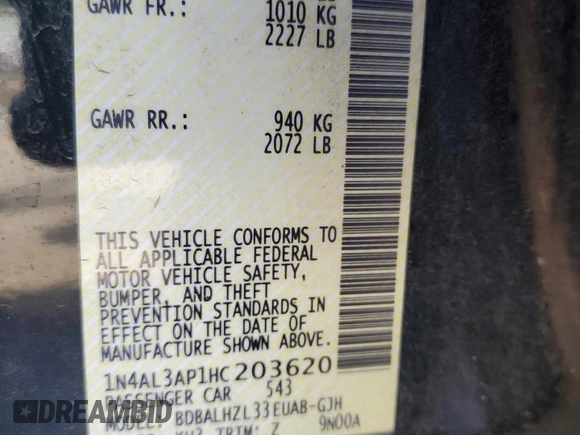 GAWR FR.: 1010 KG
2227 LB
GAWR RR.: 940 KG
2072 LB
THIS VEHICLE CONFORMS TO
ALL APPLICABLE FEDERAL
MOTOR VEHICLE SAFETY,
BUMPER, AND THEFT
PREVENTION STANDARDS IN
EFFECT ON THE DATE OF
MANUFACTURE SHOWN ABOVE.
1N4AL3AP1HC203620
PASSENGER CAR 543
MODEL: BDBALHZL33EUAB-GJH
KH3 TRIM: Z 9N00A
DREAMBID